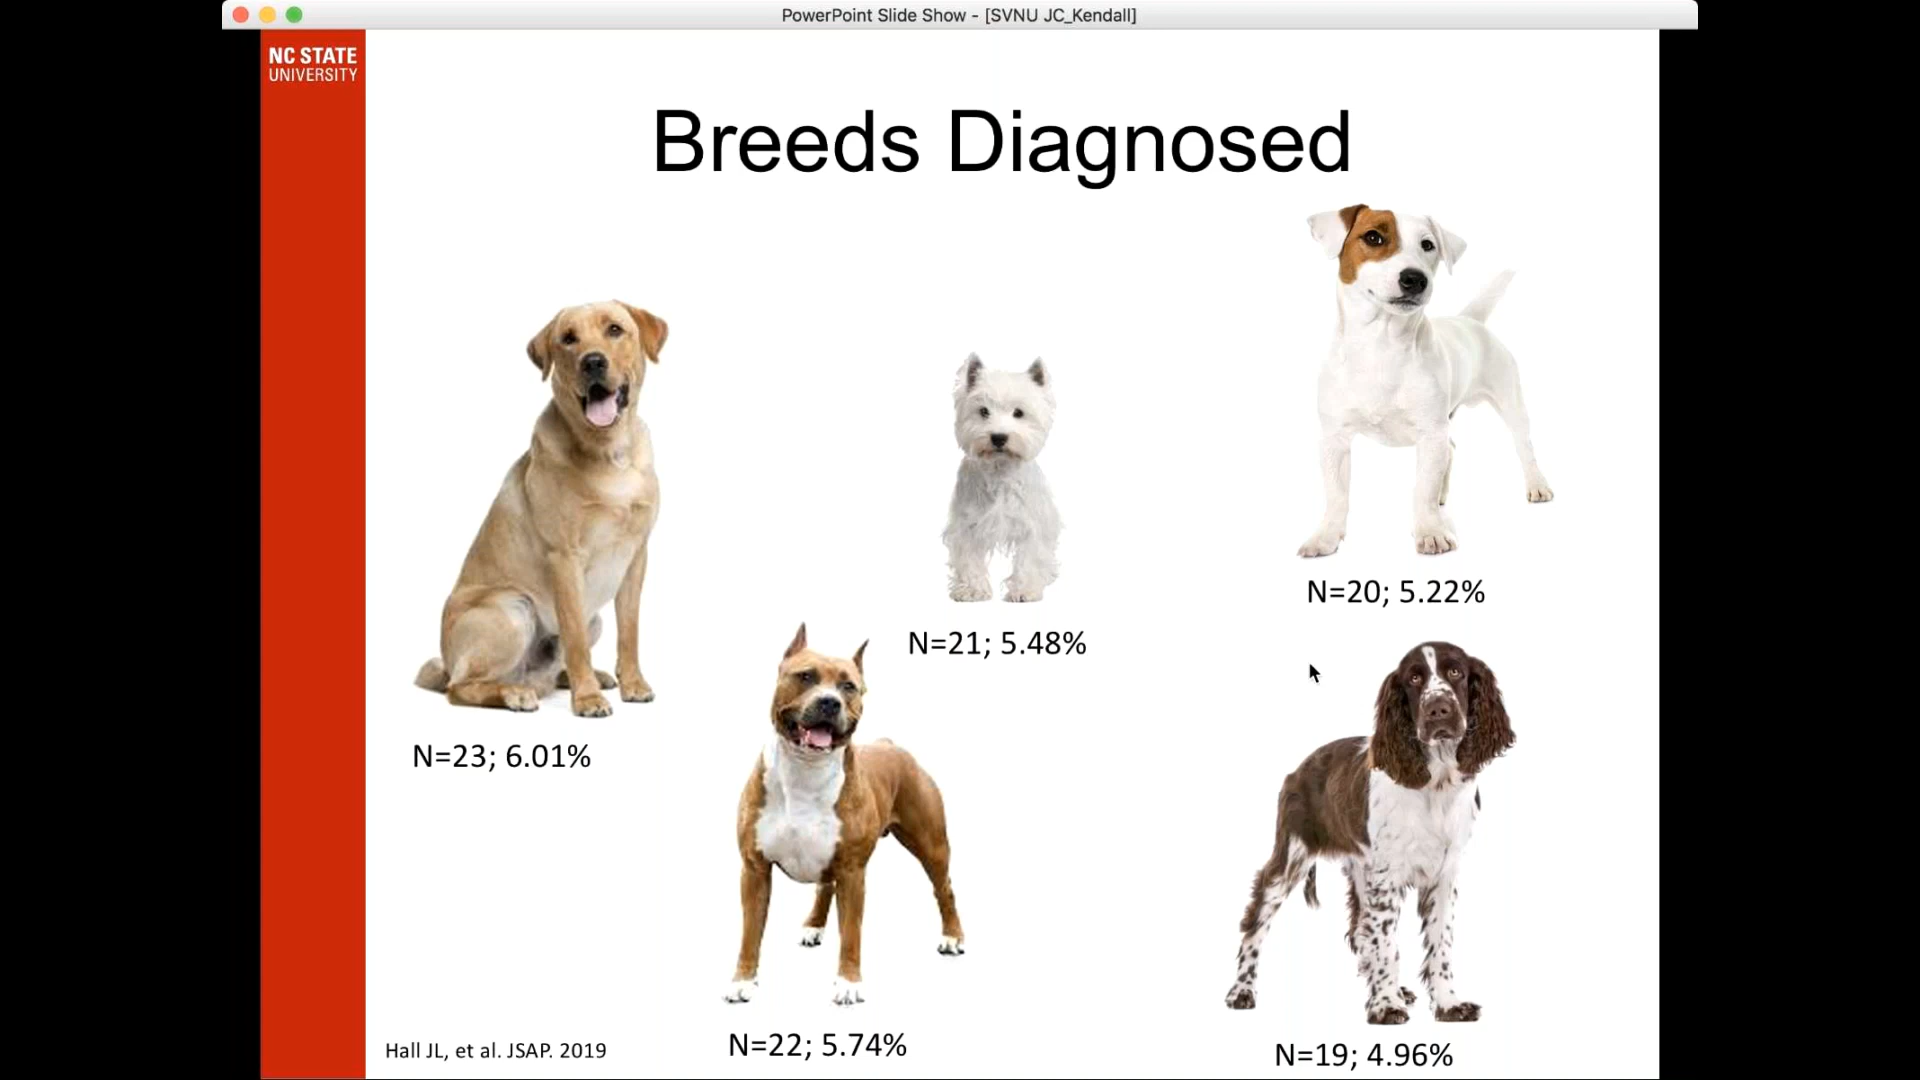 PowerPoint Slide Show - [SVNU JC_Kendall]
NC STATE
UNIVERSITY
Breeds Diagnosed
N=20; 5.22%
N=21; 5.48%
N=23; 6.01%
N=22; 5.74%
N=19; 4.96%
Hall JL, et al. JSAP. 2019